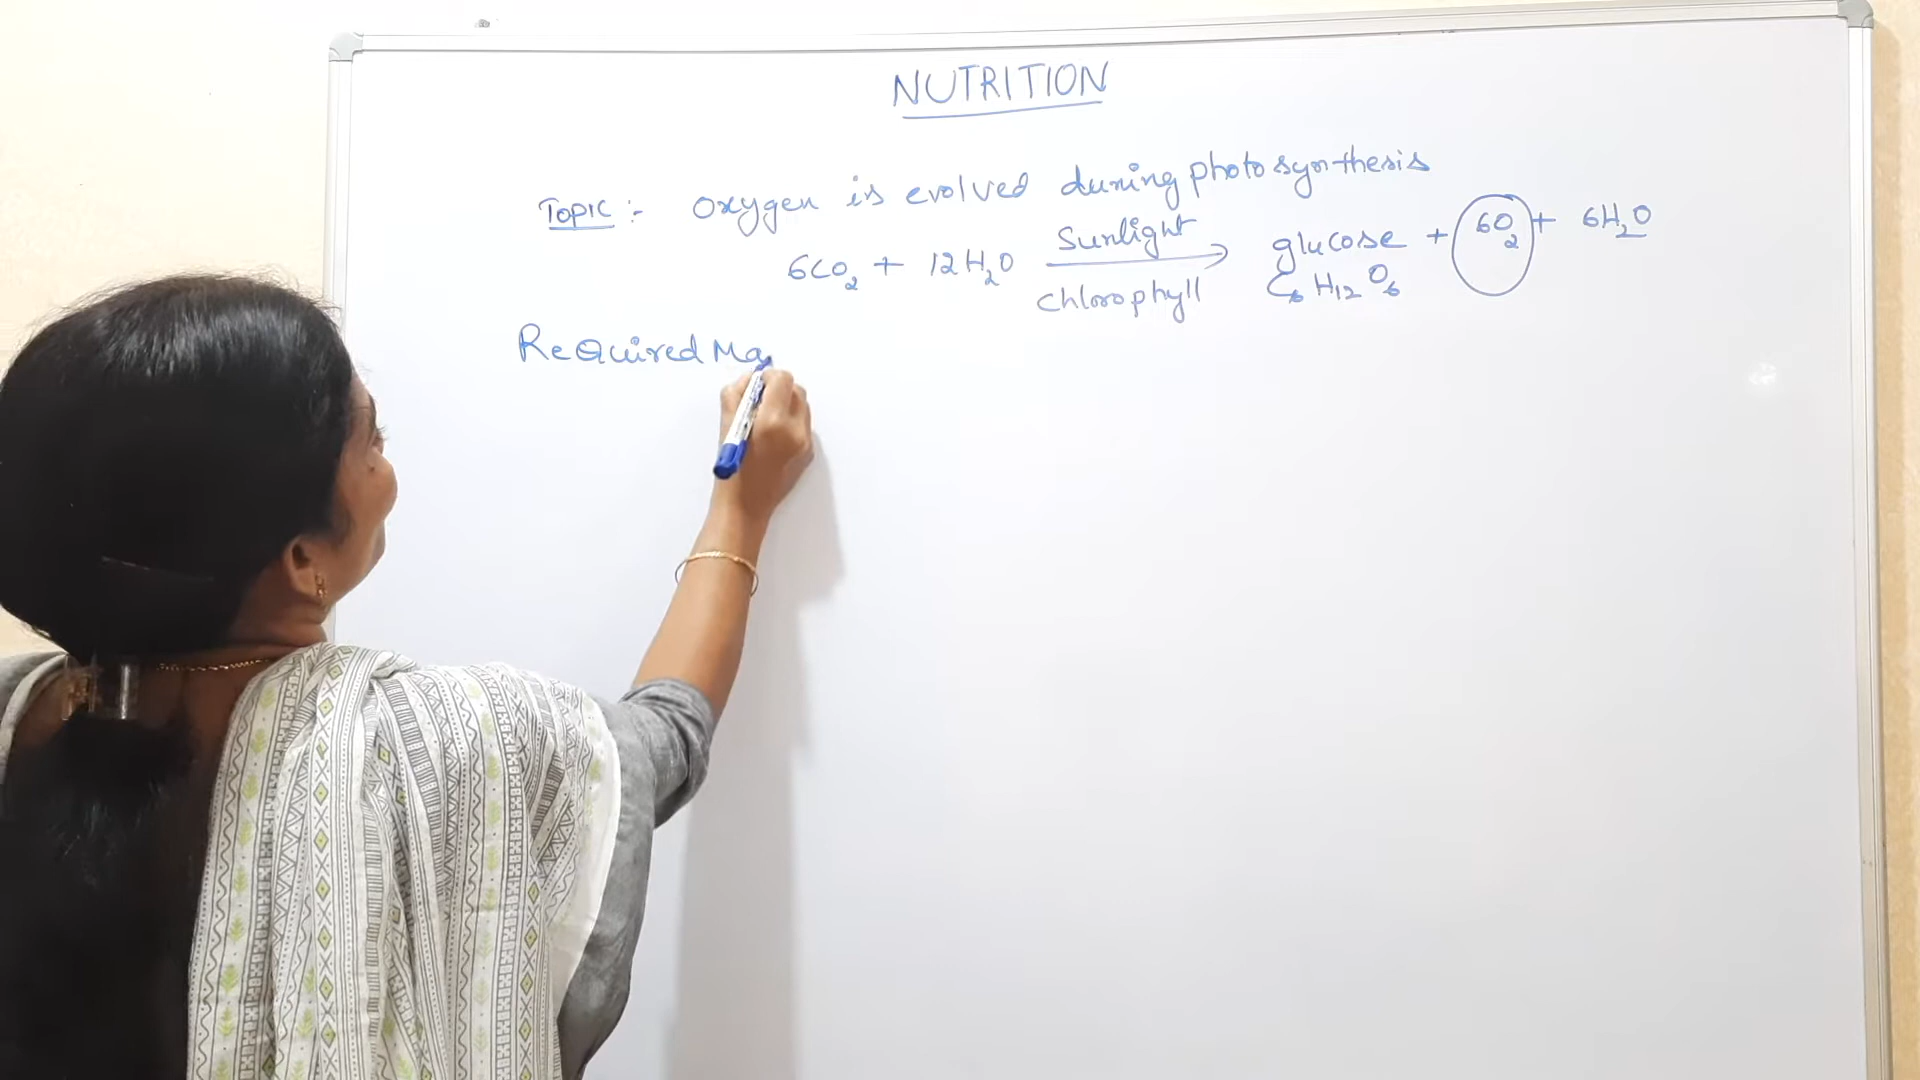 NUTRITION
TOPIC :- Oxygen is evolved during photosynthesis
6CO₂ + 12H₂O Sunlight → chlorophyll glucose C₆H₁₂O₆ + 6O₂ + 6H₂O
Required Ma